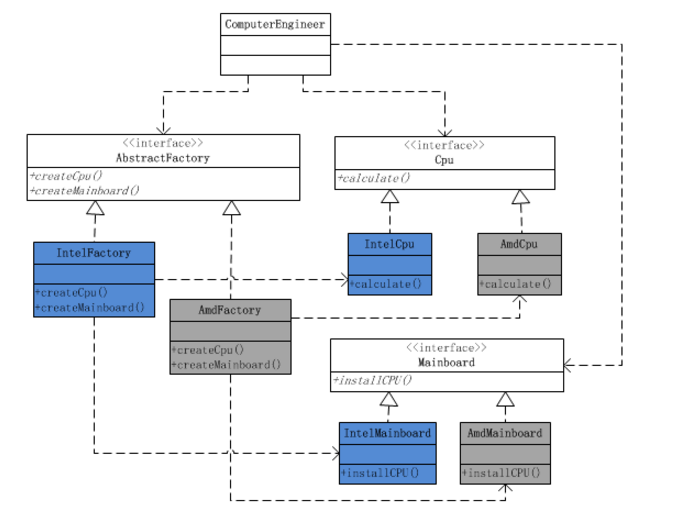 ComputerEngineer
<<interface>>
AbstractFactory
+createCpu()
+createMainboard()
<<interface>>
Cpu
+calculate()
IntelFactory
+createCpu()
+createMainboard()
IntelCpu
+calculate()
AmdCpu
+calculate()
AmdFactory
+createCpu()
+createMainboard()
<<interface>>
Mainboard
+installCPU()
IntelMainboard
+installCPU()
AmdMainboard
+installCPU()